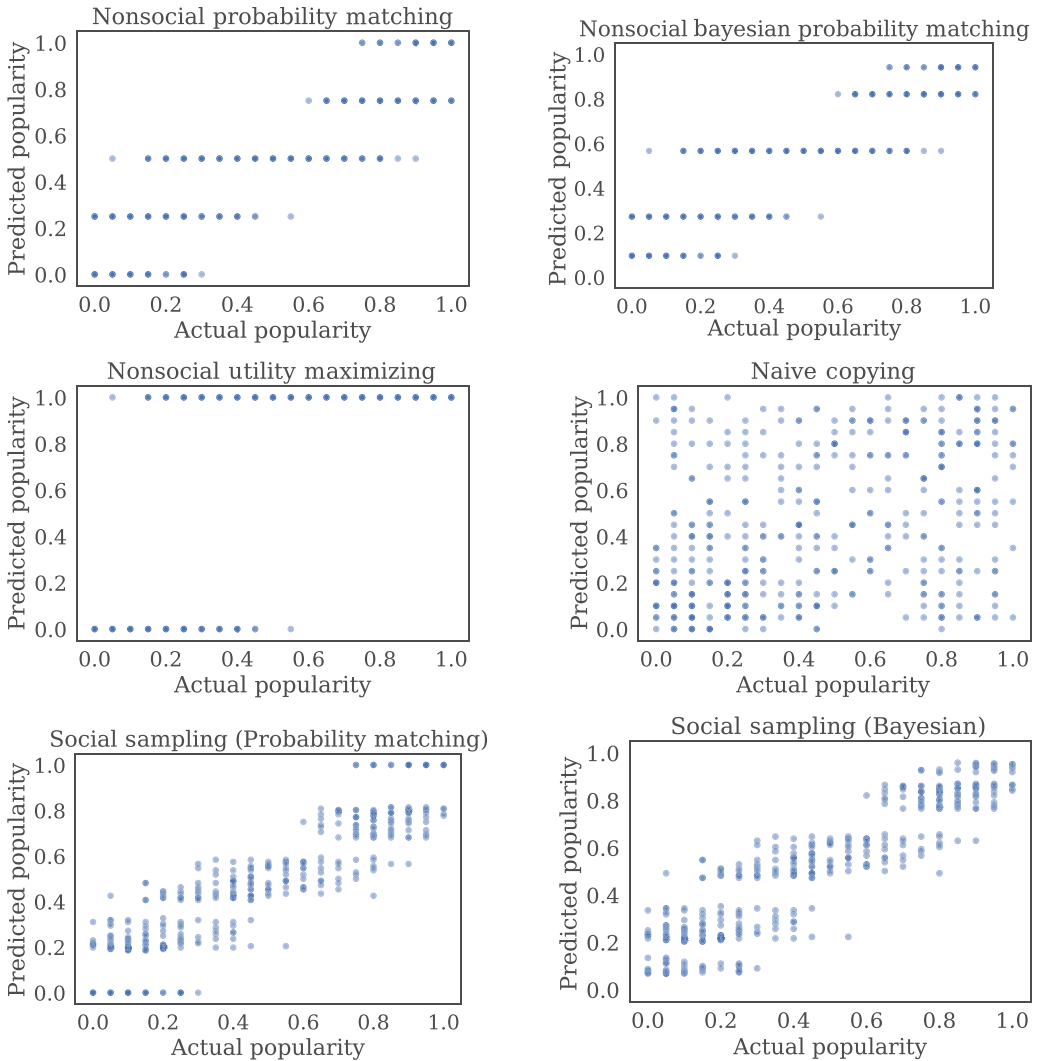 Nonsocial probability matching
Predicted popularity
1.0
0.8
0.6
0.4
0.2
0.0
0.0 0.2 0.4 0.6 0.8 1.0
Actual popularity
Nonsocial bayesian probability matching
Predicted popularity
1.0
0.8
0.6
0.4
0.2
0.0
0.0 0.2 0.4 0.6 0.8 1.0
Actual popularity
Nonsocial utility maximizing
Predicted popularity
1.0
0.8
0.6
0.4
0.2
0.0
0.0 0.2 0.4 0.6 0.8 1.0
Actual popularity
Naive copying
Predicted popularity
1.0
0.8
0.6
0.4
0.2
0.0
0.0 0.2 0.4 0.6 0.8 1.0
Actual popularity
Social sampling (Probability matching)
Predicted popularity
1.0
0.8
0.6
0.4
0.2
0.0
0.0 0.2 0.4 0.6 0.8 1.0
Actual popularity
Social sampling (Bayesian)
Predicted popularity
1.0
0.8
0.6
0.4
0.2
0.0
0.0 0.2 0.4 0.6 0.8 1.0
Actual popularity